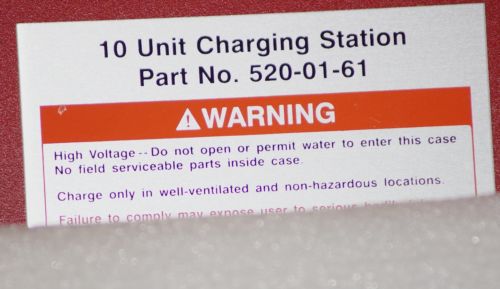 10 Unit Charging Station
Part No. 520-01-61
⚠WARNING
High Voltage -- Do not open or permit water to enter this case
No field serviceable parts inside case.
Charge only in well-ventilated and non-hazardous locations.
Failure to comply may expose user to serious